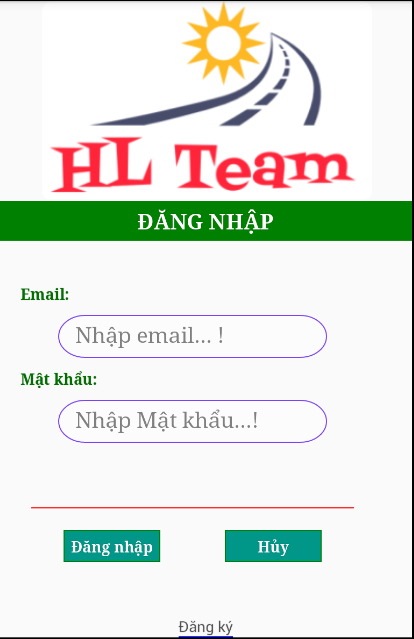 HL Team
ĐĂNG NHẬP
Email:
Nhập email... !
Mật khẩu:
Nhập Mật khẩu...!
Đăng nhập
Hủy
Đăng ký